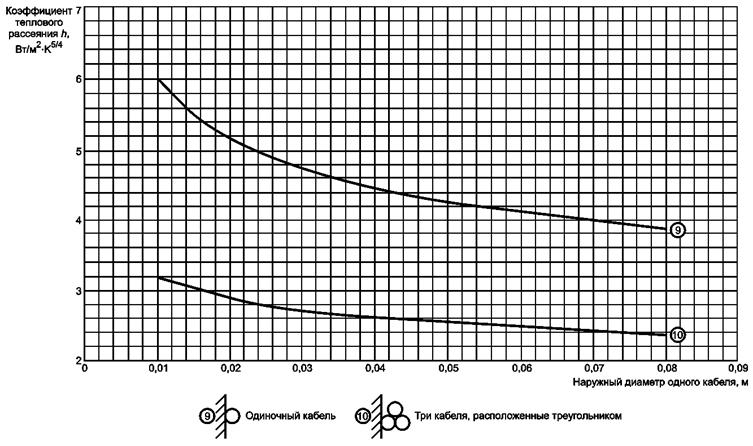 Коэффициент
теплового
рассеяния h,
Вт/м²·К^5/4
7
6
5
4
3
2
9
10
0
0,01
0,02
0,03
0,04
0,05
0,06
0,07
0,08
0,09
Наружный диаметр одного кабеля, м
9 Одиночный кабель
10 Три кабеля, расположенные треугольником